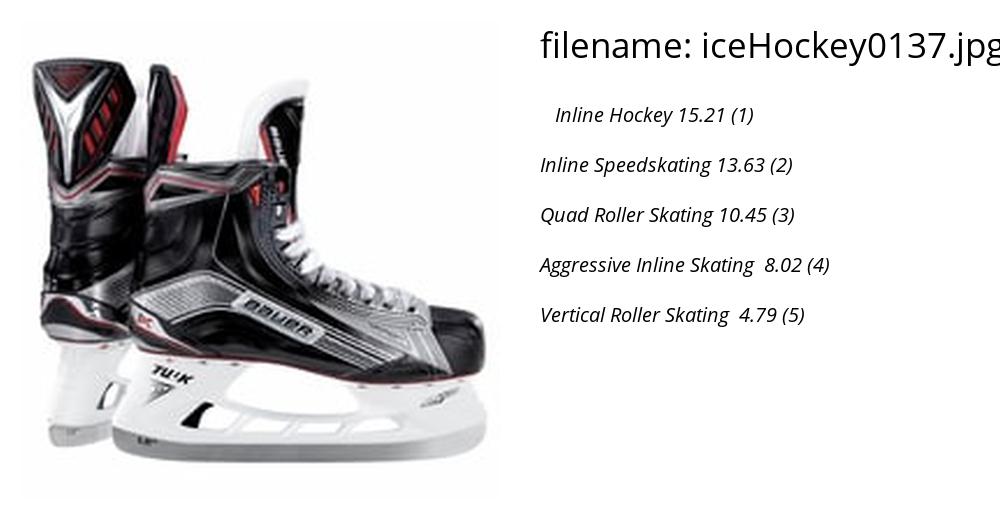 filename: iceHockey0137.jpg
Inline Hockey 15.21 (1)
Inline Speedskating 13.63 (2)
Quad Roller Skating 10.45 (3)
Aggressive Inline Skating 8.02 (4)
Vertical Roller Skating 4.79 (5)
BAUER
TUUK